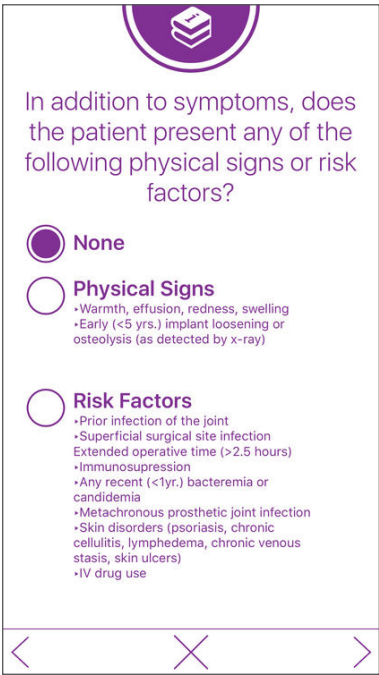 In addition to symptoms, does
the patient present any of the
following physical signs or risk
factors?
None
Physical Signs
‣Warmth, effusion, redness, swelling
‣Early (<5 yrs.) implant loosening or
osteolysis (as detected by x-ray)
Risk Factors
‣Prior infection of the joint
‣Superficial surgical site infection
Extended operative time (>2.5 hours)
‣Immunosupression
‣Any recent (<1yr.) bacteremia or
candidemia
‣Metachronous prosthetic joint infection
‣Skin disorders (psoriasis, chronic
cellulitis, lymphedema, chronic venous
stasis, skin ulcers)
‣IV drug use